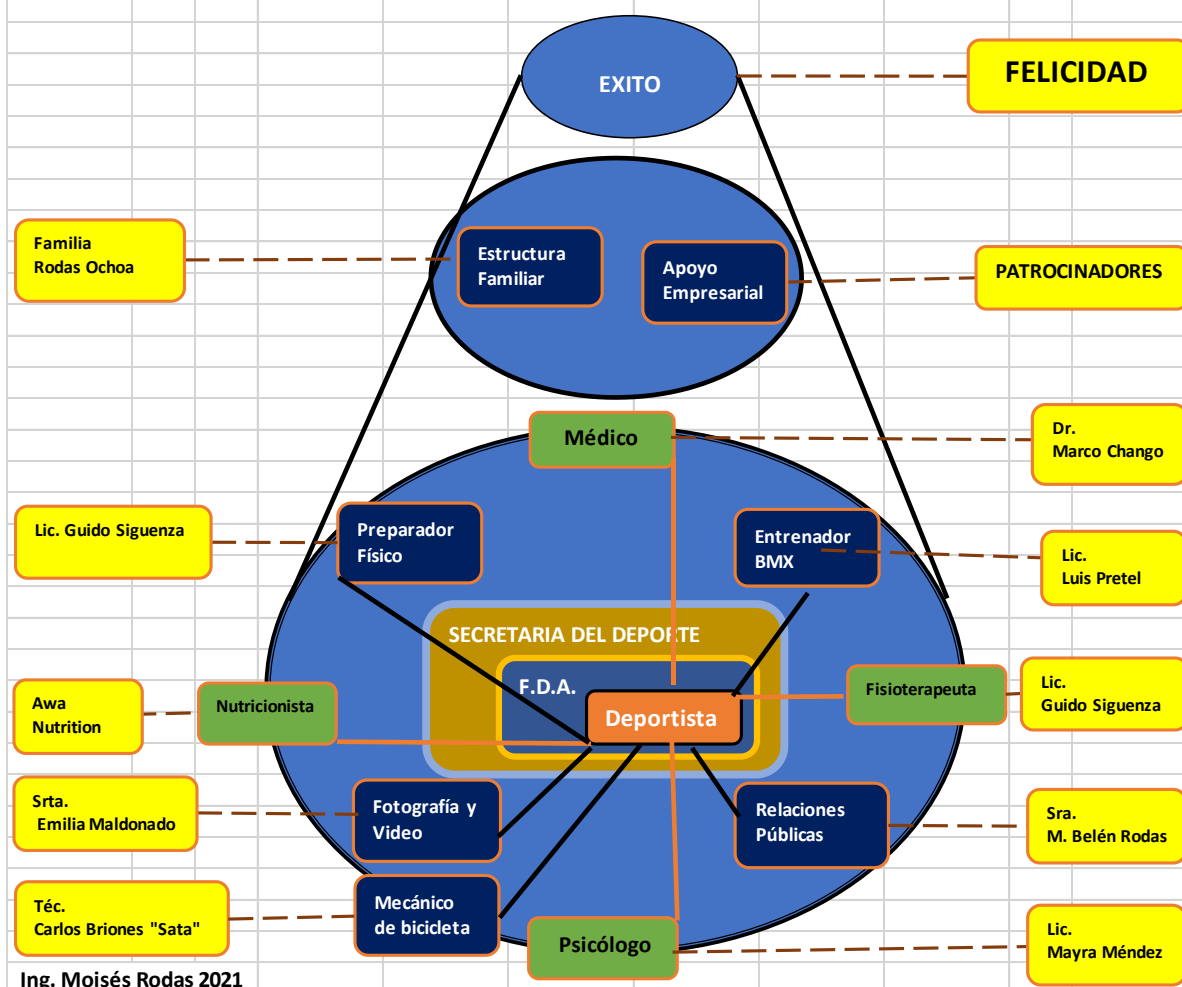 EXITO
FELICIDAD
Familia
Rodas Ochoa
Estructura
Familiar
Apoyo
Empresarial
PATROCINADORES
Médico
Dr.
Marco Chango
Lic. Guido Siguenza
Preparador
Físico
Entrenador
BMX
Lic.
Luis Pretel
SECRETARIA DEL DEPORTE
F.D.A.
Deportista
Awa
Nutrition
Nutricionista
Fisioterapeuta
Lic.
Guido Siguenza
Srta.
Emilia Maldonado
Fotografía y
Video
Relaciones
Públicas
Sra.
M. Belén Rodas
Téc.
Carlos Briones "Sata"
Mecánico
de bicicleta
Psicólogo
Lic.
Mayra Méndez
Ing. Moisés Rodas 2021